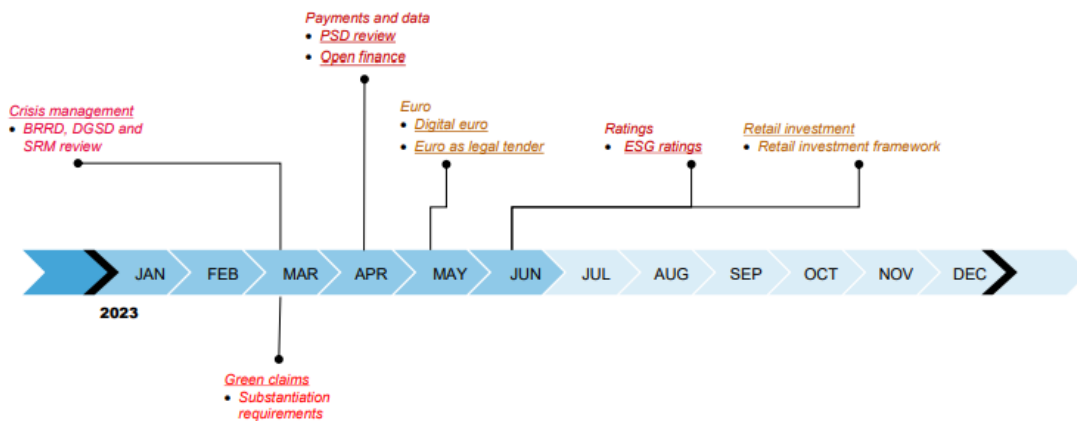 Payments and data
• PSD review
• Open finance
Crisis management
• BRRD, DGSD and
SRM review
Euro
• Digital euro
• Euro as legal tender
Ratings
• ESG ratings
Retail investment
• Retail investment framework
JAN FEB MAR APR MAY JUN JUL AUG SEP OCT NOV DEC
2023
Green claims
• Substantiation
requirements